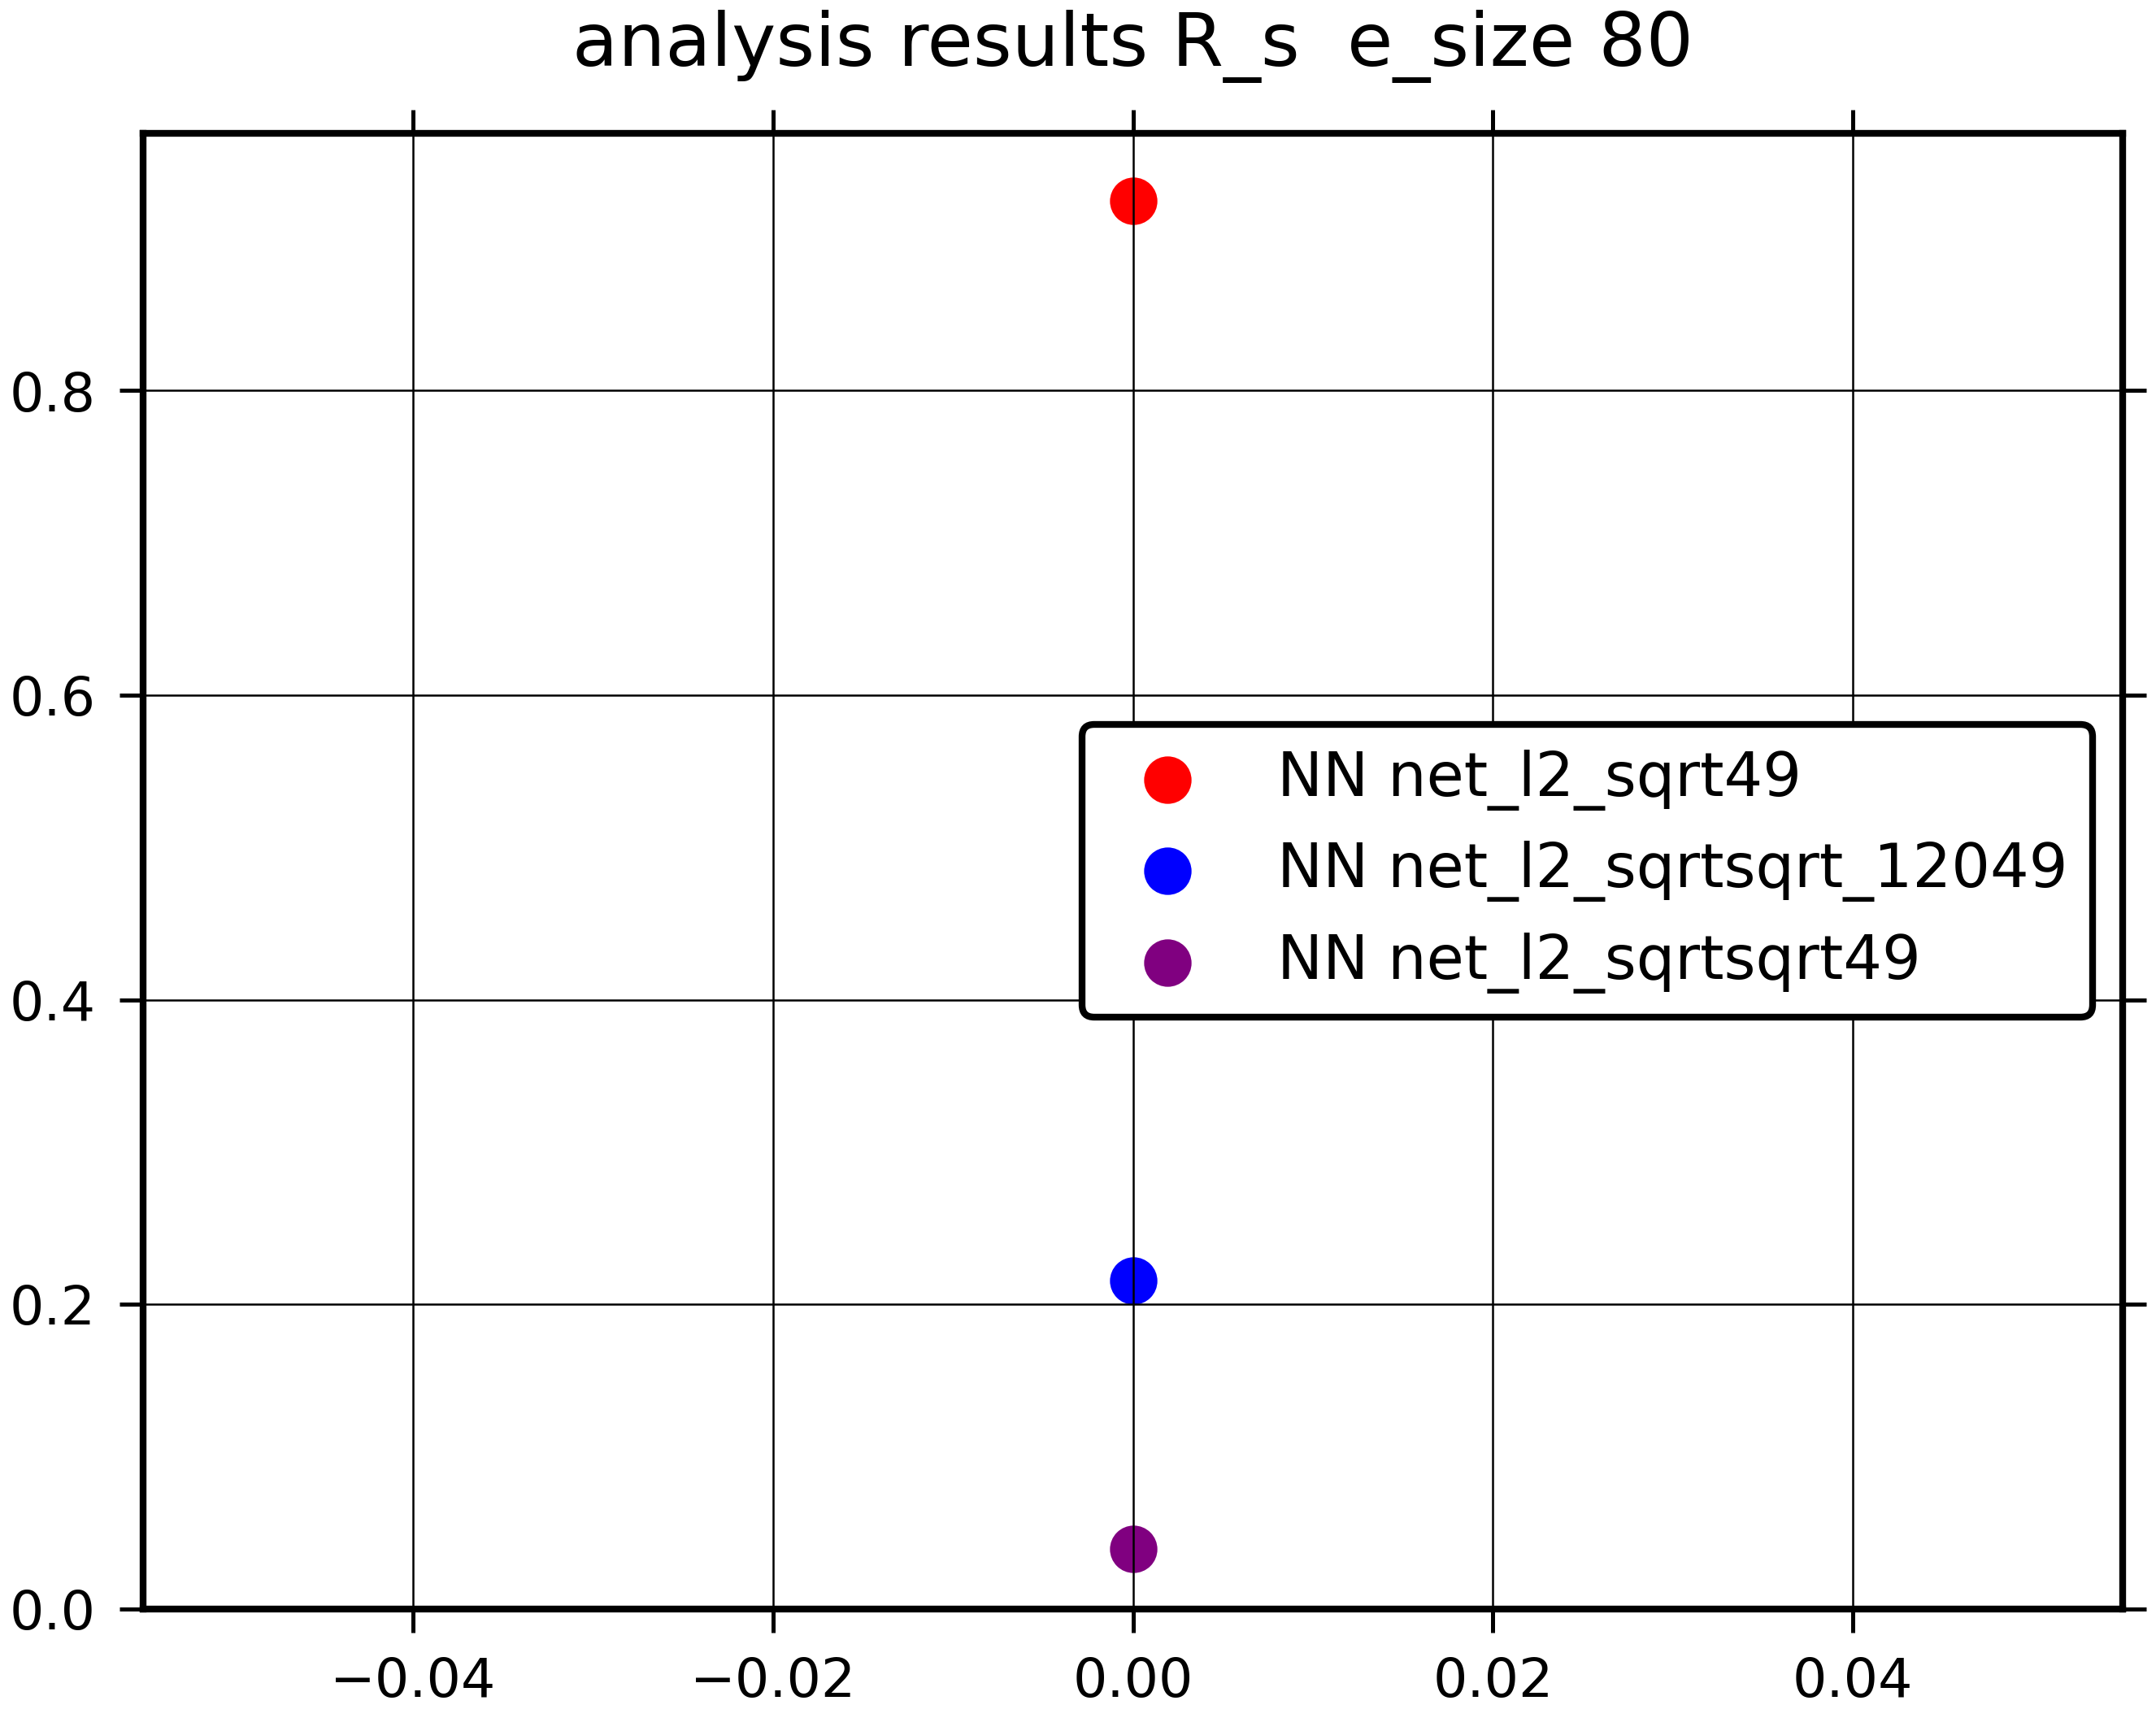 analysis results R_s  e_size 80
0.8
0.6
0.4
0.2
0.0
NN net_l2_sqrt49
NN net_l2_sqrtsqrt_12049
NN net_l2_sqrtsqrt49
−0.04 −0.02 0.00 0.02 0.04